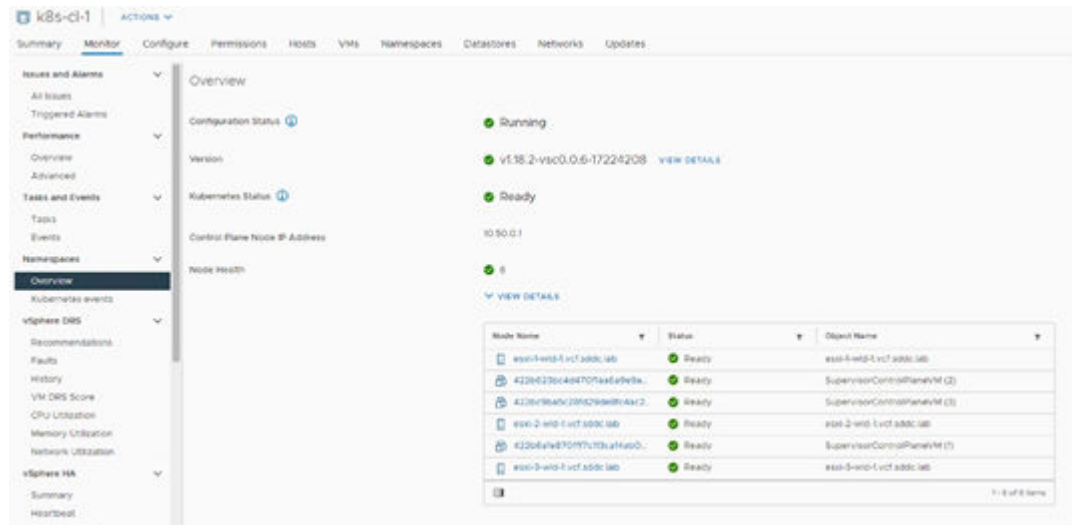 k8s-cl-1 ACTIONS
Summary Monitor Configure Permissions Hosts VMs Namespaces Datastores Networks Updates
Issues and Alarms
All Issues
Triggered Alarms
Performance
Overview
Advanced
Tasks and Events
Tasks
Events
Namespaces
Overview
Kubernetes events
vSphere DRS
Recommendations
Faults
History
VM DRS Score
CPU Utilization
Memory Utilization
Network Utilization
vSphere HA
Summary
Heartbeat
Overview
Configuration Status Running
Version v1.18.2-vsc0.0.6-17224208 VIEW DETAILS
Kubernetes Status Ready
Control Plane Node IP Address 10.50.0.1
Node Health 6
VIEW DETAILS
Node Name Status Object Name
esxi-1-wld-1.vcf.sddc.lab Ready esxi-1-wld-1.vcf.sddc.lab
Ready SupervisorControlPlaneVM (2)
Ready SupervisorControlPlaneVM (3)
esxi-2-wld-1.vcf.sddc.lab Ready esxi-2-wld-1.vcf.sddc.lab
Ready SupervisorControlPlaneVM (1)
esxi-3-wld-1.vcf.sddc.lab Ready esxi-3-wld-1.vcf.sddc.lab
1 - 6 of 6 items